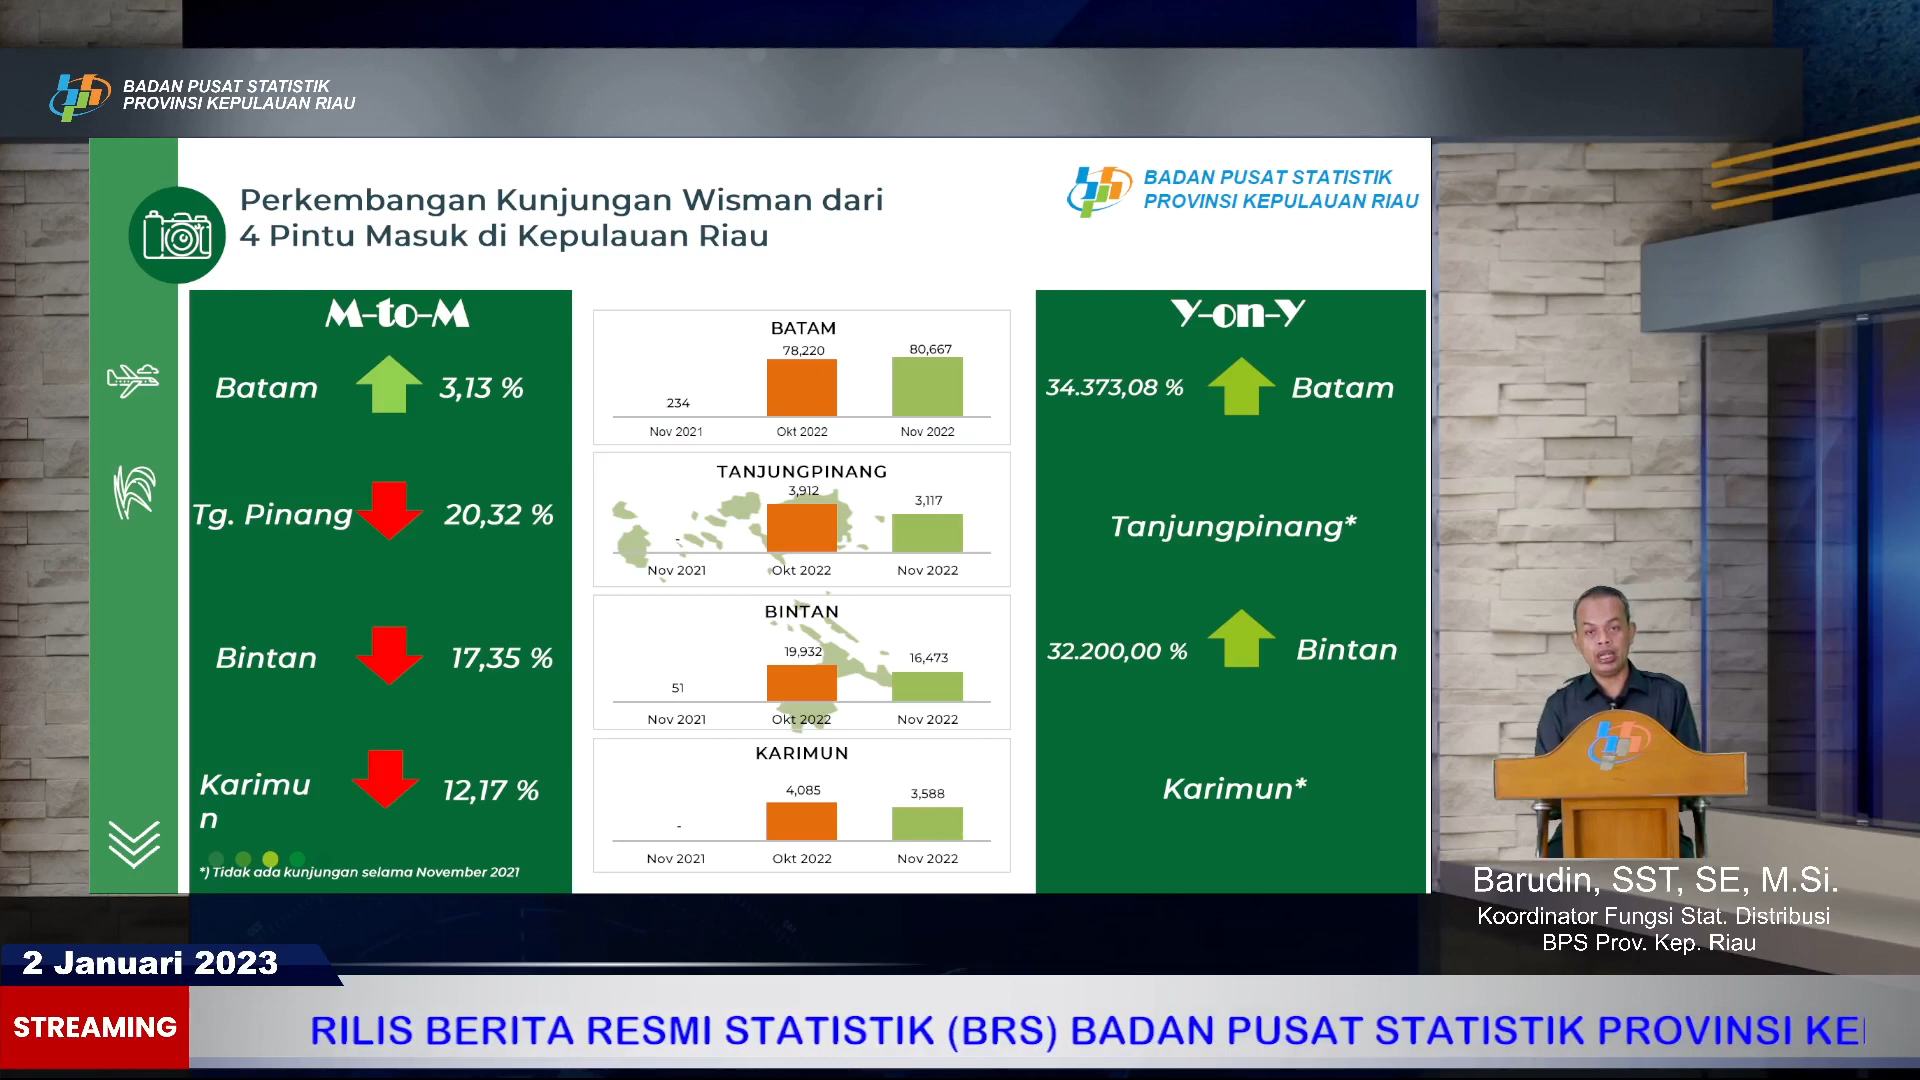 BADAN PUSAT STATISTIK
PROVINSI KEPULAUAN RIAU
Perkembangan Kunjungan Wisman dari
4 Pintu Masuk di Kepulauan Riau
BADAN PUSAT STATISTIK
PROVINSI KEPULAUAN RIAU
M-to-M
Batam 3,13 %
Tg. Pinang 20,32 %
Bintan 17,35 %
Karimu
n
12,17 %
*) Tidak ada kunjungan selama November 2021
BATAM
234 78,220 80,667
Nov 2021 Okt 2022 Nov 2022
TANJUNGPINANG
- 3,912 3,117
Nov 2021 Okt 2022 Nov 2022
BINTAN
51 19,932 16,473
Nov 2021 Okt 2022 Nov 2022
KARIMUN
- 4,085 3,588
Nov 2021 Okt 2022 Nov 2022
Y-on-Y
34.373,08 % Batam
Tanjungpinang*
32.200,00 % Bintan
Karimun*
Barudin, SST, SE, M.Si.
Koordinator Fungsi Stat. Distribusi
BPS Prov. Kep. Riau
2 Januari 2023
STREAMING
RILIS BERITA RESMI STATISTIK (BRS) BADAN PUSAT STATISTIK PROVINSI KE